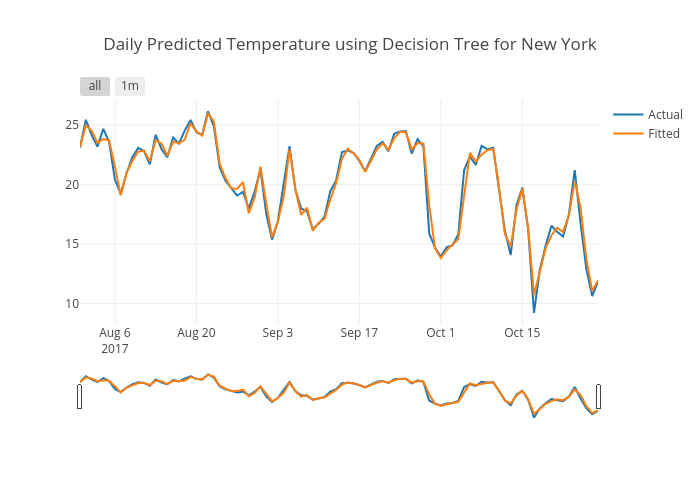 Daily Predicted Temperature using Decision Tree for New York
all 1m
Actual
Fitted
25
20
15
10
Aug 6 Aug 20 Sep 3 Sep 17 Oct 1 Oct 15
2017